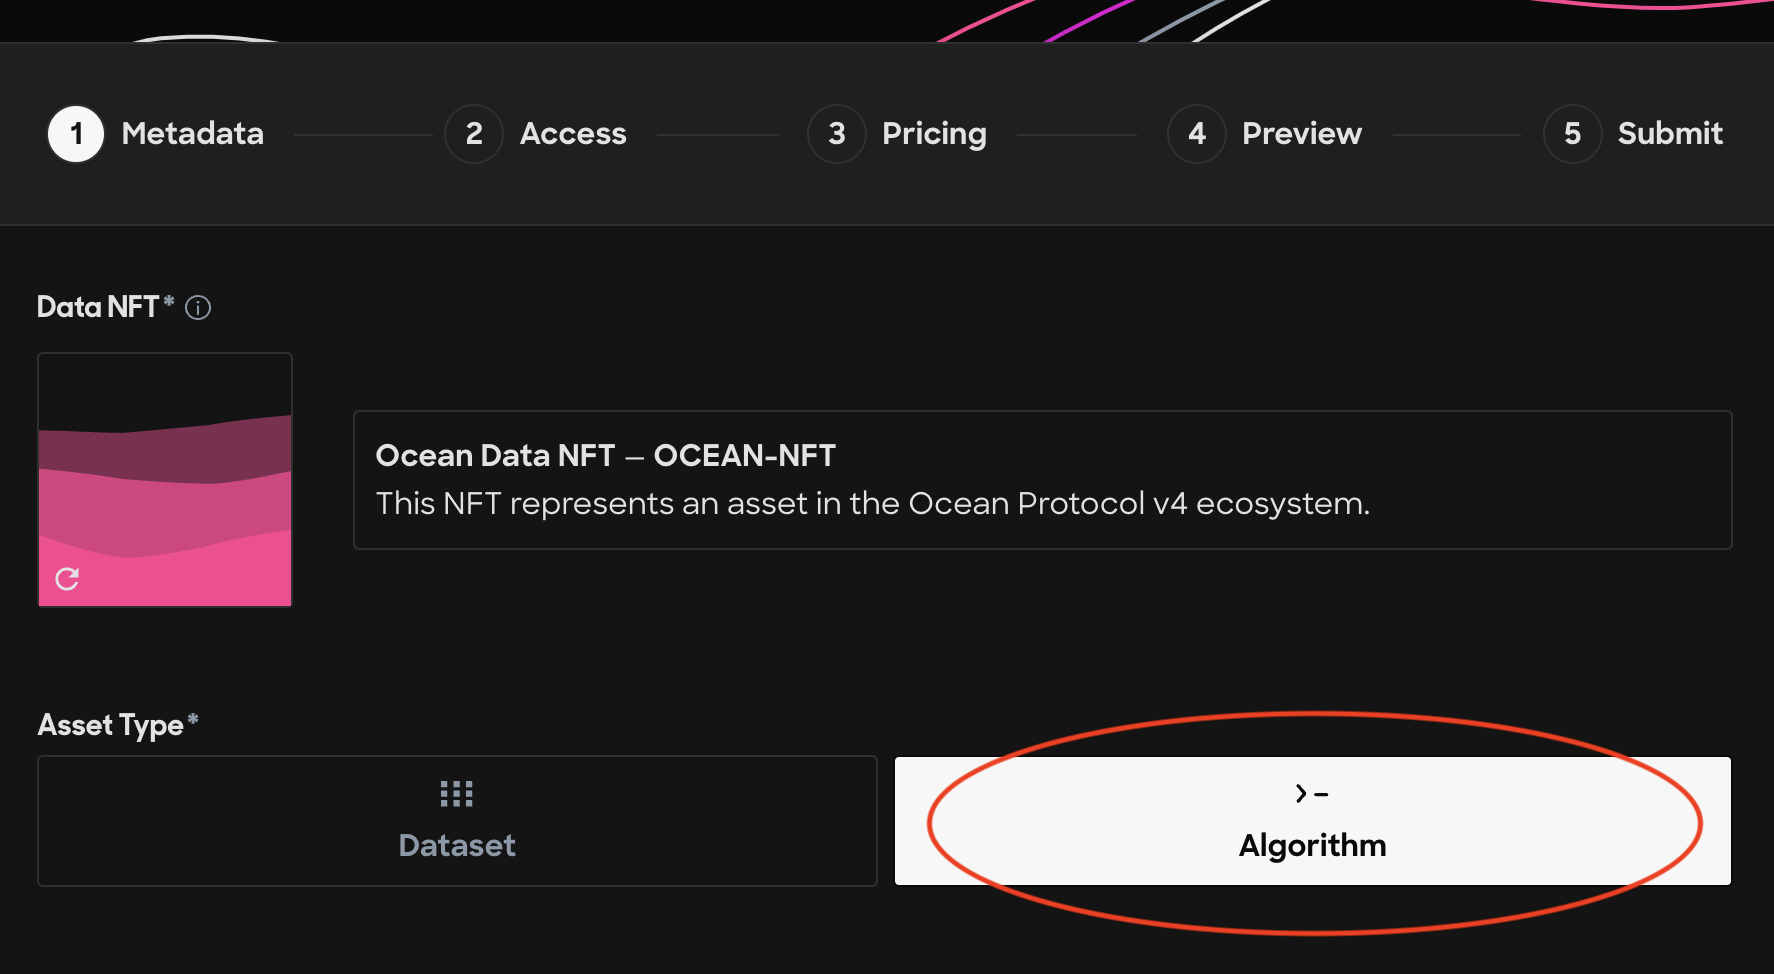 1 Metadata 2 Access 3 Pricing 4 Preview 5 Submit
Data NFT*
Ocean Data NFT — OCEAN-NFT
This NFT represents an asset in the Ocean Protocol v4 ecosystem.
Asset Type*
Dataset
Algorithm